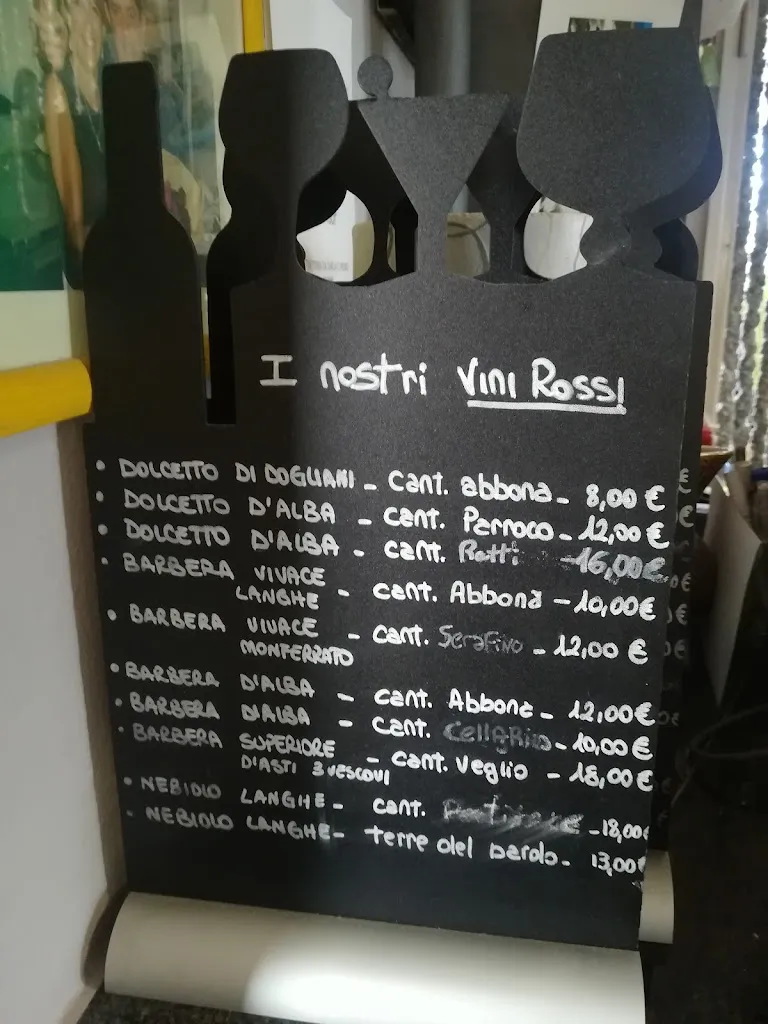 I nostri Vini Rossi
• DOLCETTO DI DOGLIANI - cant. abbona - 8,00 €
• DOLCETTO D'ALBA - cant. Parroco - 12,00 €
• DOLCETTO D'ALBA - cant. Ratti - 16,00 €
• BARBERA VIVACE
LANGHE - cant. Abbona - 10,00 €
• BARBERA VIVACE
MONFERRATO - cant. Serafino - 12,00 €
• BARBERA D'ALBA - cant. Abbona - 12,00 €
• BARBERA D'ALBA - cant. - 10,00 €
• BARBERA SUPERIORE
D'ASTI 3 VESCOVI - cant. Veglio - 18,00 €
• NEBIOLO LANGHE - cant. - 18,00 €
• NEBIOLO LANGHE - terre del barolo - 13,00 €